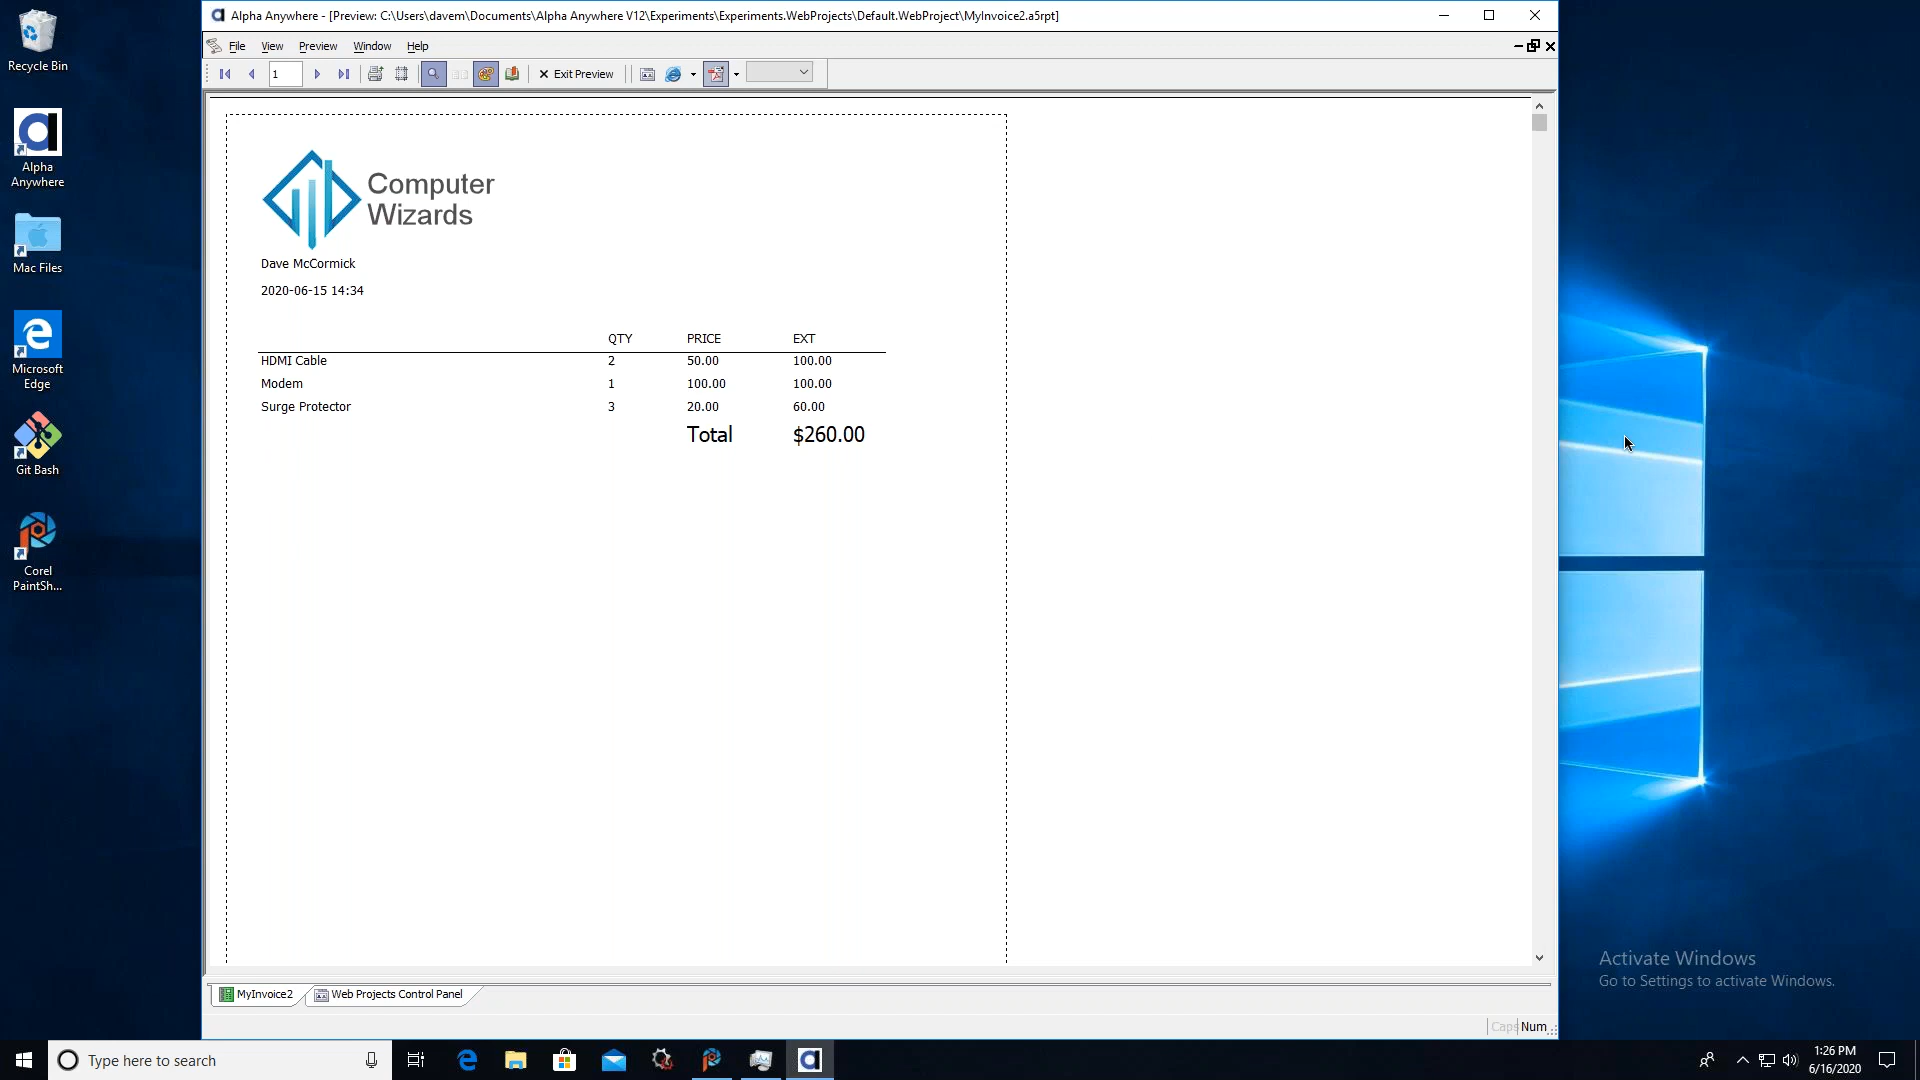 Alpha Anywhere - [Preview: C:\Users\davem\Documents\Alpha Anywhere V12\Experiments\Experiments.WebProjects\Default.WebProject\MyInvoice2.a5rpt]
File View Preview Window Help
1 Exit Preview
Recycle Bin
Alpha
Anywhere
Mac Files
Microsoft
Edge
Git Bash
Corel
PaintSh...
Computer
Wizards
Dave McCormick
2020-06-15 14:34
QTY PRICE EXT
HDMI Cable 2 50.00 100.00
Modem 1 100.00 100.00
Surge Protector 3 20.00 60.00
Total $260.00
Activate Windows
Go to Settings to activate Windows.
MyInvoice2 Web Projects Control Panel
Caps Num
Type here to search
1:26 PM
6/16/2020